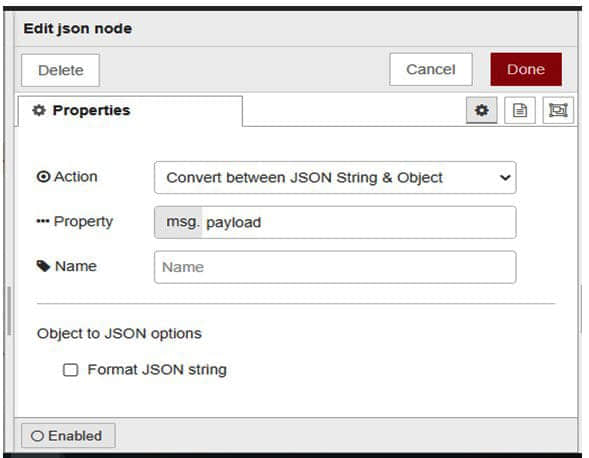 Edit json node
Delete
Cancel
Done
Properties
Action
Convert between JSON String & Object
Property
msg. payload
Name
Name
Object to JSON options
Format JSON string
Enabled